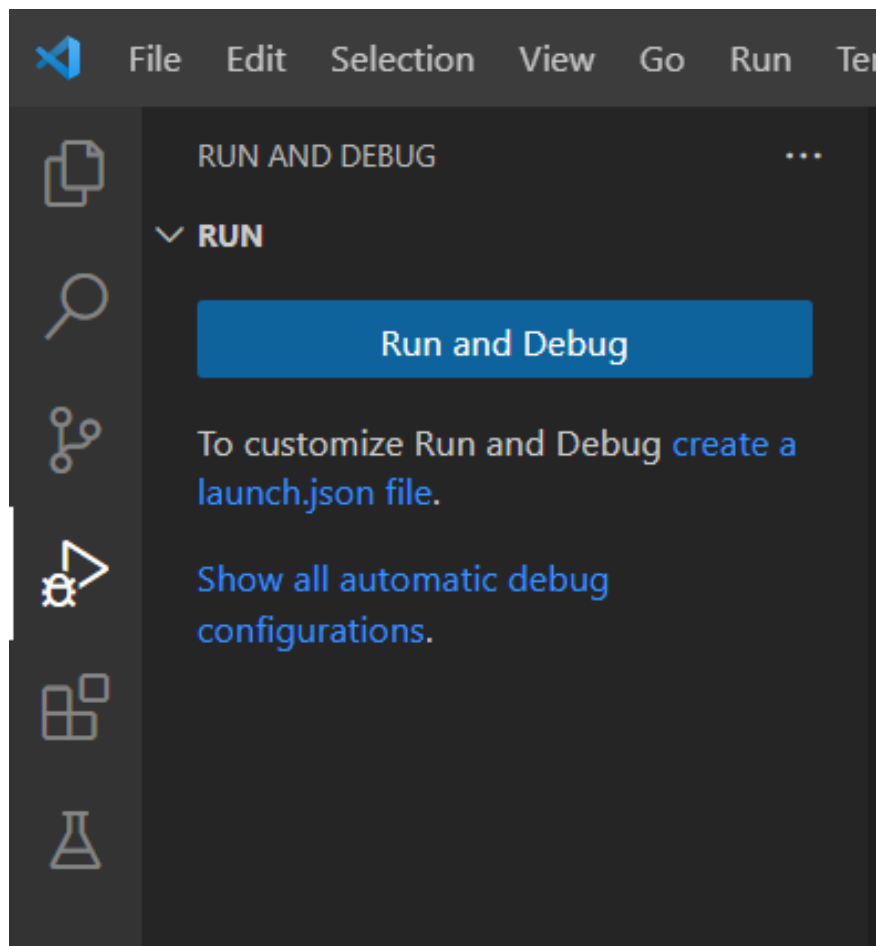 File Edit Selection View Go Run Ter
RUN AND DEBUG
RUN
Run and Debug
To customize Run and Debug create a
launch.json file.
Show all automatic debug
configurations.